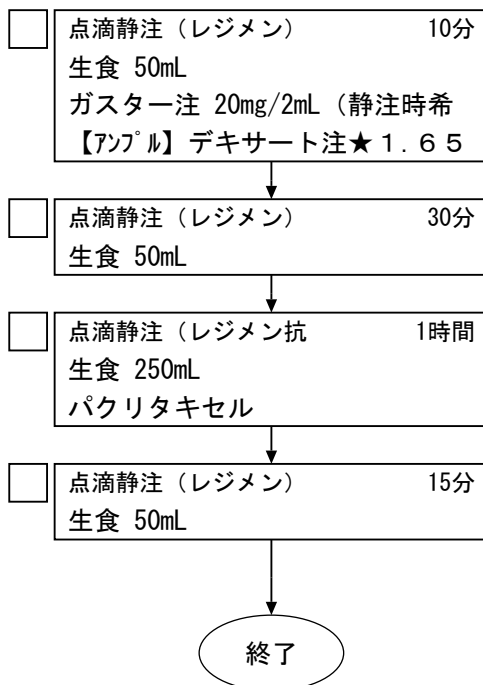 点滴静注（レジメン） 10分
生食 50mL
ガスター注 20mg/2mL（静注時希
【ｱﾝﾌﾟﾙ】デキサート注★１．６５
点滴静注（レジメン） 30分
生食 50mL
点滴静注（レジメン抗 1時間
生食 250mL
パクリタキセル
点滴静注（レジメン） 15分
生食 50mL
終了